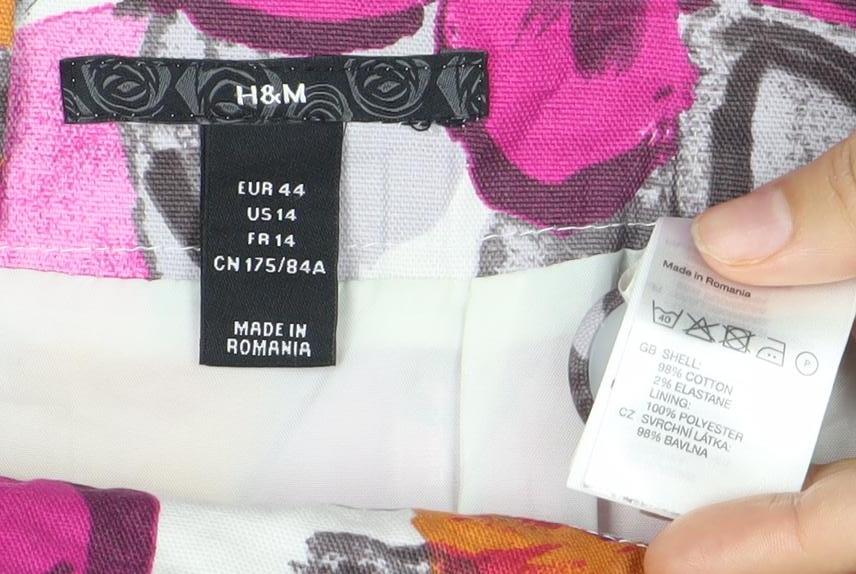 H&M
EUR 44
US 14
FR 14
CN 175/84A
MADE IN
ROMANIA
Made in Romania
40
P
GB SHELL:
98% COTTON
2% ELASTANE
LINING:
100% POLYESTER
CZ SVRCHNÍ LÁTKA:
98% BAVLNA